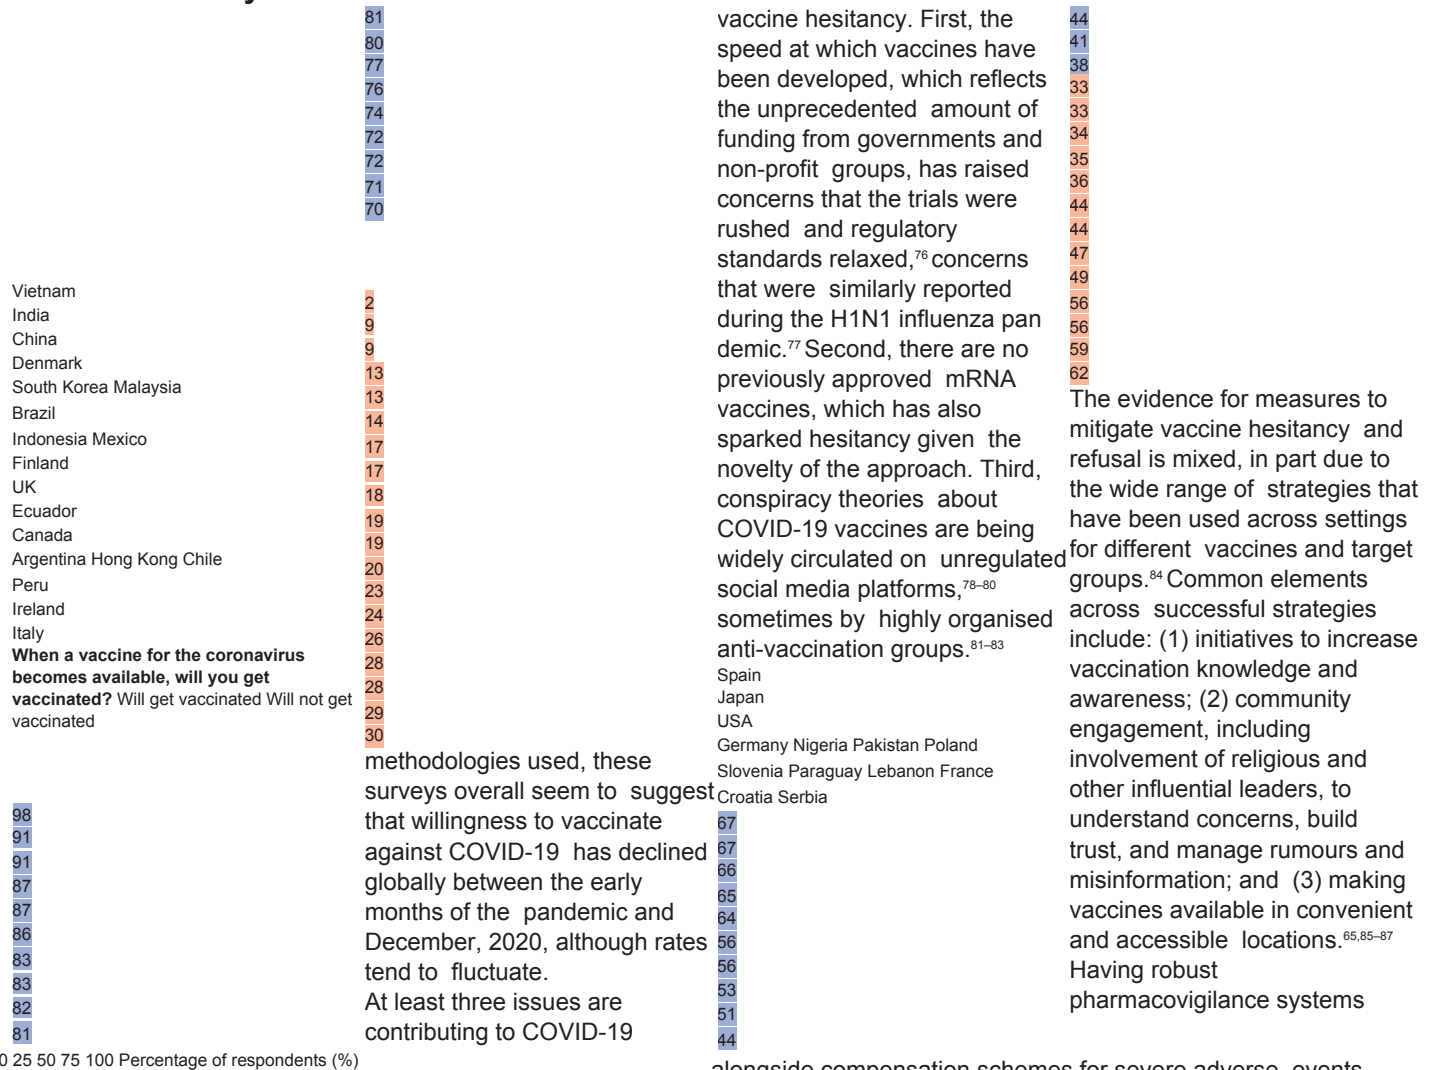 Vietnam
India
China
Denmark
South Korea Malaysia
Brazil
Indonesia Mexico
Finland
UK
Ecuador
Canada
Argentina Hong Kong Chile
Peru
Ireland
Italy
When a vaccine for the coronavirus
becomes available, will you get
vaccinated? Will get vaccinated Will not get
vaccinated
98
91
91
87
87
86
83
83
82
81
0 25 50 75 100 Percentage of respondents (%)
81
80
77
76
74
72
72
71
70
2
9
9
13
13
14
17
17
18
19
19
20
23
24
26
28
28
29
30
methodologies used, these
surveys overall seem to suggest
that willingness to vaccinate
against COVID-19 has declined
globally between the early
months of the pandemic and
December, 2020, although rates
tend to fluctuate.
At least three issues are
contributing to COVID-19
vaccine hesitancy. First, the
speed at which vaccines have
been developed, which reflects
the unprecedented amount of
funding from governments and
non-profit groups, has raised
concerns that the trials were
rushed and regulatory
standards relaxed,76 concerns
that were similarly reported
during the H1N1 influenza pan
demic.77 Second, there are no
previously approved mRNA
vaccines, which has also
sparked hesitancy given the
novelty of the approach. Third,
conspiracy theories about
COVID-19 vaccines are being
widely circulated on unregulated
social media platforms,78–80
sometimes by highly organised
anti-vaccination groups.81–83
Spain
Japan
USA
Germany Nigeria Pakistan Poland
Slovenia Paraguay Lebanon France
Croatia Serbia
67
67
66
65
64
56
56
53
51
44
44
41
38
33
33
34
35
36
44
44
47
49
56
56
59
62
The evidence for measures to
mitigate vaccine hesitancy and
refusal is mixed, in part due to
the wide range of strategies that
have been used across settings
for different vaccines and target
groups.84 Common elements
across successful strategies
include: (1) initiatives to increase
vaccination knowledge and
awareness; (2) community
engagement, including
involvement of religious and
other influential leaders, to
understand concerns, build
trust, and manage rumours and
misinformation; and (3) making
vaccines available in convenient
and accessible locations.65,85–87
Having robust
pharmacovigilance systems
alongside compensation schemes for severe adverse events